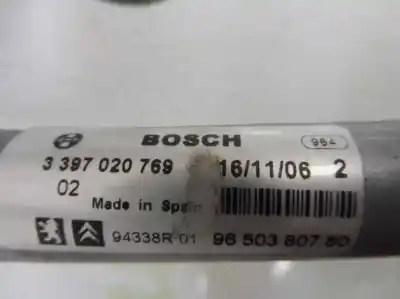 BOSCH 964
3 397 020 769 16/11/06 2
02
Made in Spain
94338R-01 96 503 807 80